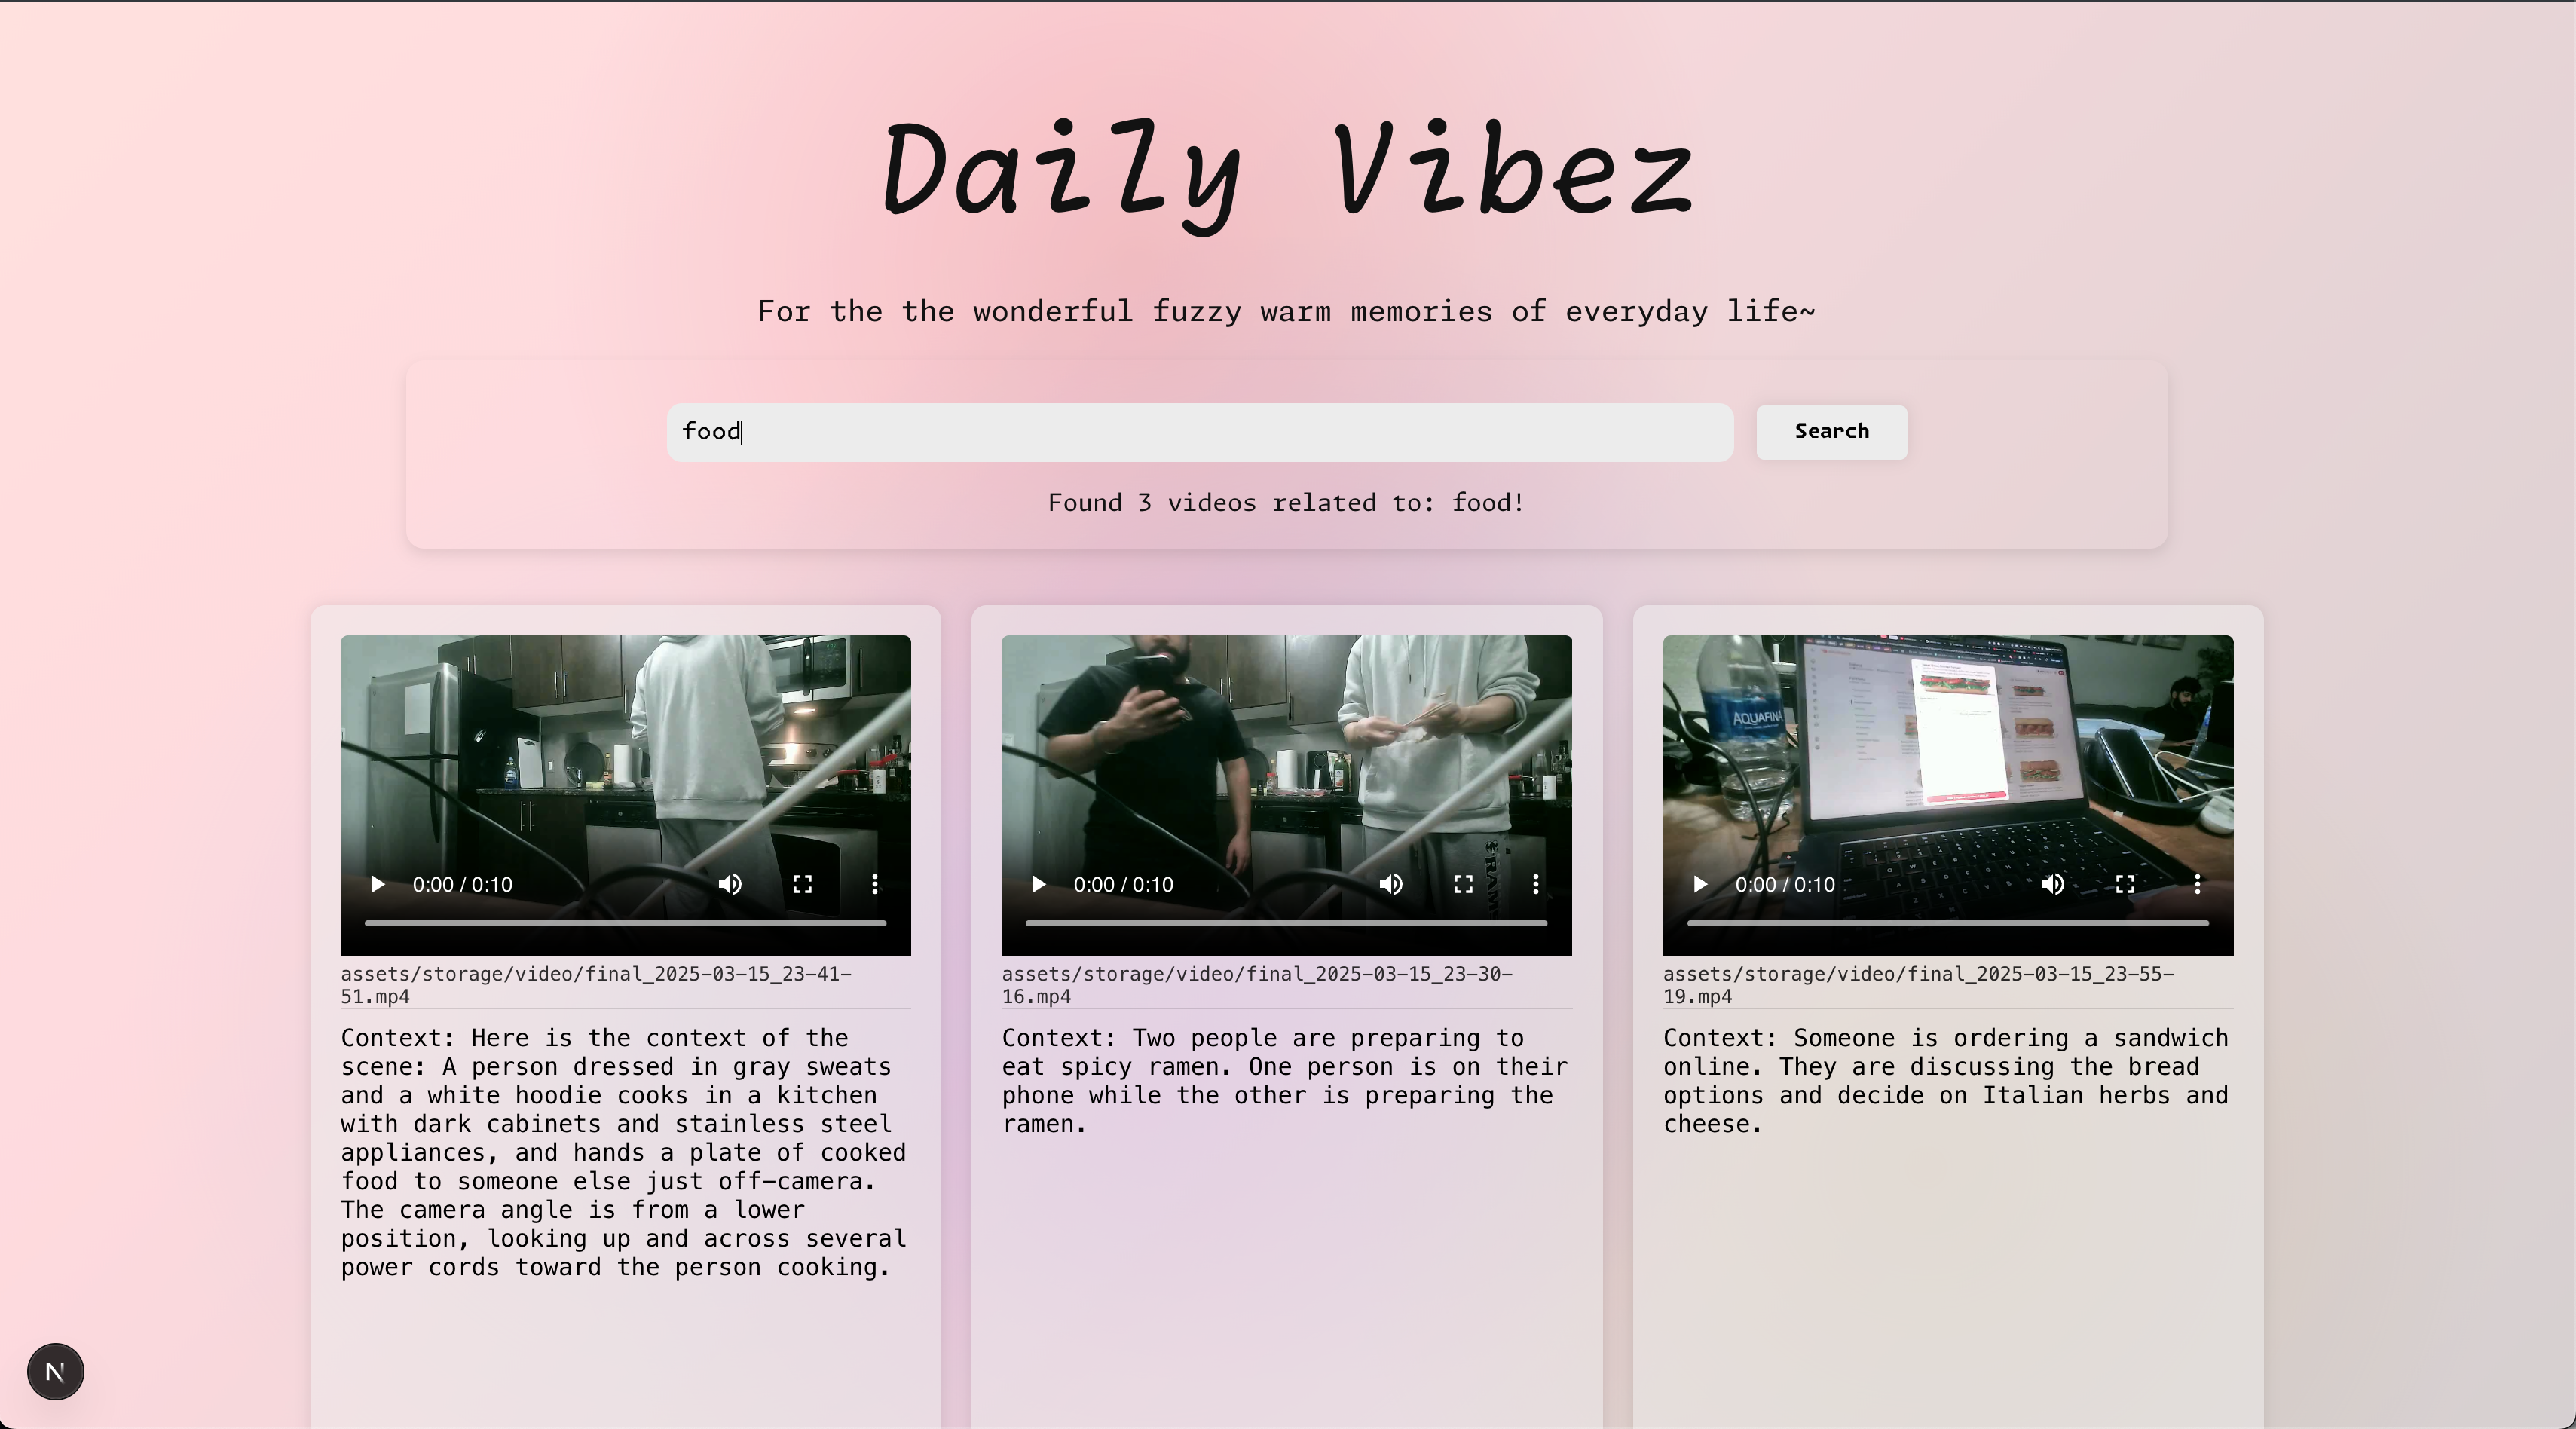 Daily Vibez
For the the wonderful fuzzy warm memories of everyday life~
food
Search
Found 3 videos related to: food!
0:00 / 0:10
assets/storage/video/final_2025-03-15_23-41-
51.mp4
Context: Here is the context of the
scene: A person dressed in gray sweats
and a white hoodie cooks in a kitchen
with dark cabinets and stainless steel
appliances, and hands a plate of cooked
food to someone else just off-camera.
The camera angle is from a lower
position, looking up and across several
power cords toward the person cooking.
RAM
0:00 / 0:10
assets/storage/video/final_2025-03-15_23-30-
16.mp4
Context: Two people are preparing to
eat spicy ramen. One person is on their
phone while the other is preparing the
ramen.
AQUAFINA
0:00 / 0:10
assets/storage/video/final_2025-03-15_23-55-
19.mp4
Context: Someone is ordering a sandwich
online. They are discussing the bread
options and decide on Italian herbs and
cheese.
N